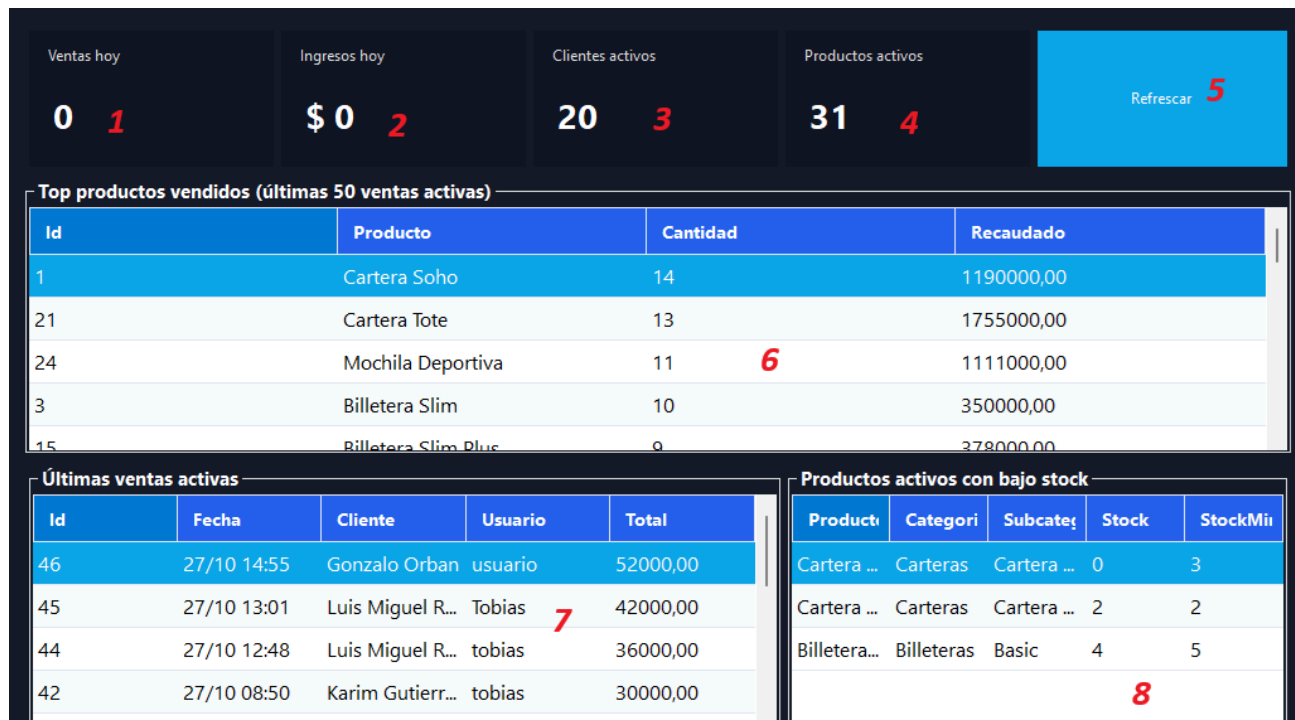 Ventas hoy Ingresos hoy Clientes activos Productos activos
Refrescar 5
0 1 $ 0 2 20 3 31 4
Top productos vendidos (últimas 50 ventas activas)
Id Producto Cantidad Recaudado
1 Cartera Soho 14 1190000,00
21 Cartera Tote 13 1755000,00
24 Mochila Deportiva 11 6 1111000,00
3 Billetera Slim 10 350000,00
15 Billetera Slim Plus 9 378000,00
Últimas ventas activas
Id Fecha Cliente Usuario Total
46 27/10 14:55 Gonzalo Orban usuario 52000,00
45 27/10 13:01 Luis Miguel R... Tobias 7 42000,00
44 27/10 12:48 Luis Miguel R... tobias 36000,00
42 27/10 08:50 Karim Gutierr... tobias 30000,00
Productos activos con bajo stock
Product Categori Subcateg Stock StockMi
Cartera ... Carteras Cartera ... 0 3
Cartera ... Carteras Cartera ... 2 2
Billetera... Billeteras Basic 4 5
8